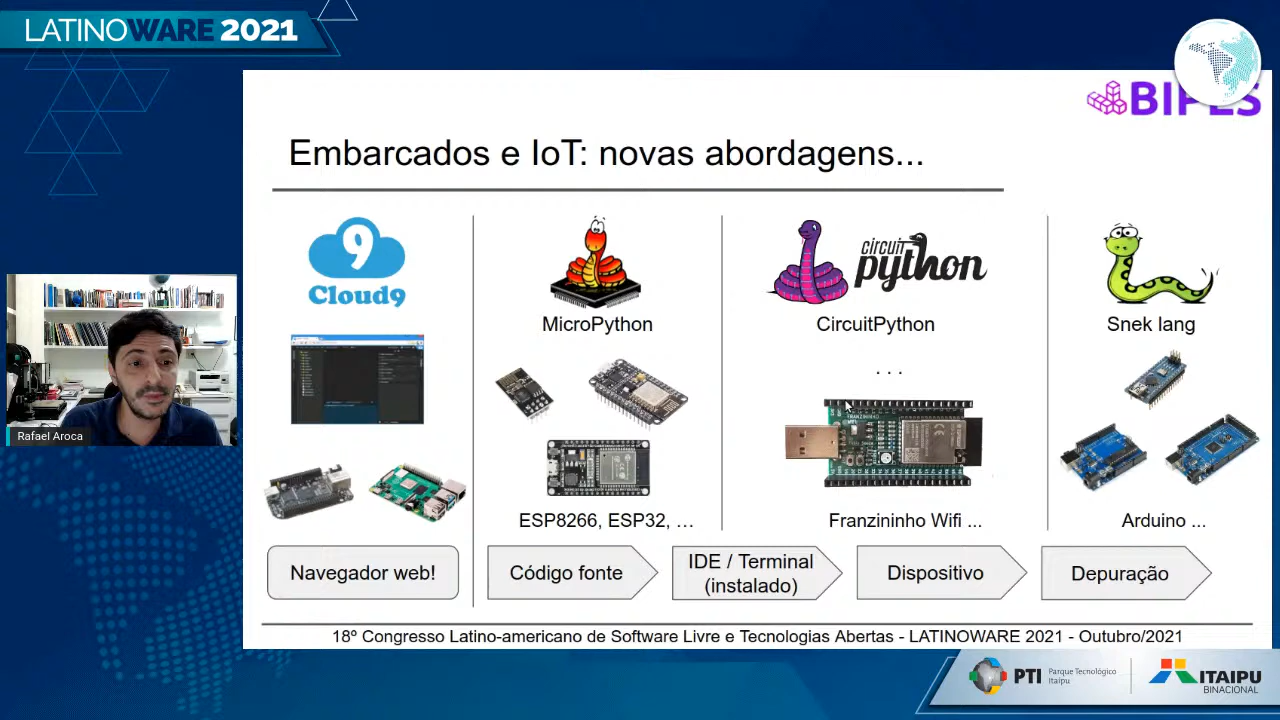 LATINOWARE 2021
BIPES
Embarcados e IoT: novas abordagens...
9
Cloud9
MicroPython
circuit
python
CircuitPython
Snek lang
. . .
ESP8266, ESP32, …
Franzininho Wifi ...
Arduino ...
Rafael Aroca
Navegador web!
Código fonte
IDE / Terminal
(instalado)
Dispositivo
Depuração
18º Congresso Latino-americano de Software Livre e Tecnologias Abertas - LATINOWARE 2021 - Outubro/2021
PTI
Parque Tecnológico
Itaipu
ITAIPU
BINACIONAL